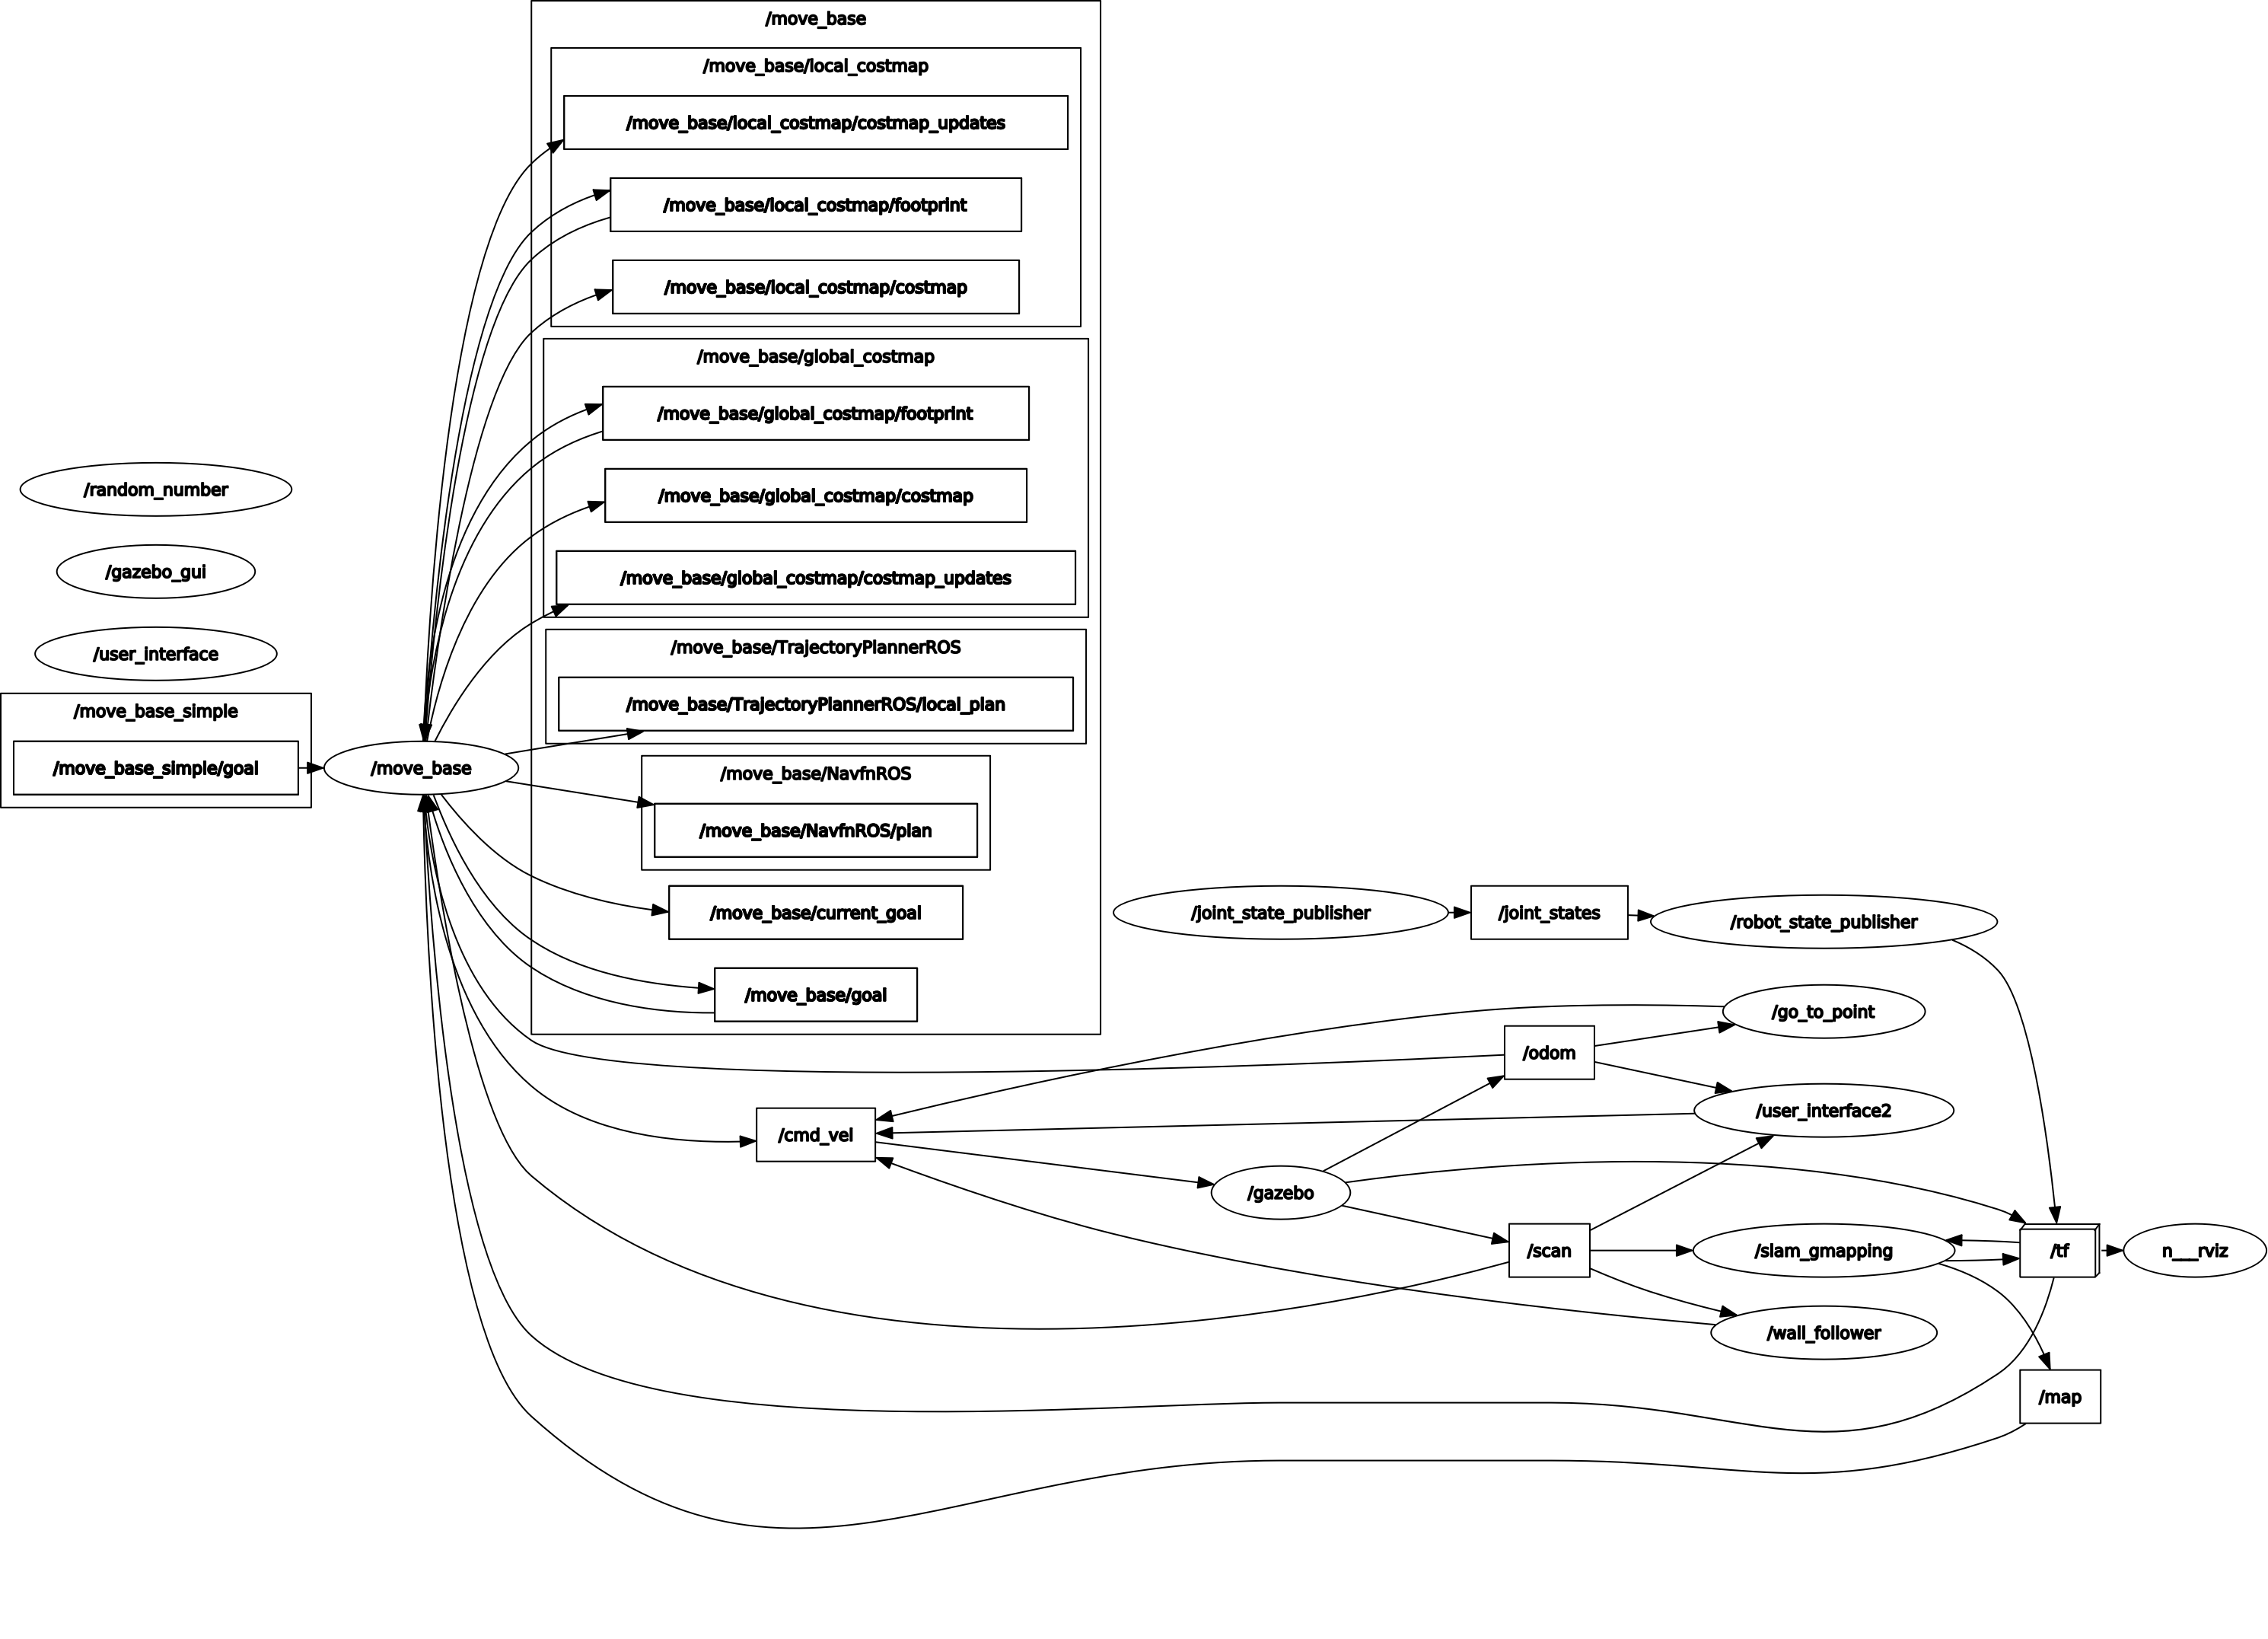 /move_base
/move_base/local_costmap
/move_base/local_costmap/costmap_updates
/move_base/local_costmap/footprint
/move_base/local_costmap/costmap
/move_base/global_costmap
/move_base/global_costmap/footprint
/move_base/global_costmap/costmap
/move_base/global_costmap/costmap_updates
/move_base/TrajectoryPlannerROS
/move_base/TrajectoryPlannerROS/local_plan
/move_base/NavfnROS
/move_base/NavfnROS/plan
/move_base/current_goal
/move_base/goal
/random_number
/gazebo_gui
/user_interface
/move_base_simple
/move_base_simple/goal
/move_base
/joint_state_publisher
/joint_states
/robot_state_publisher
/go_to_point
/odom
/user_interface2
/cmd_vel
/gazebo
/scan
/slam_gmapping
/tf
n___rviz
/wall_follower
/map